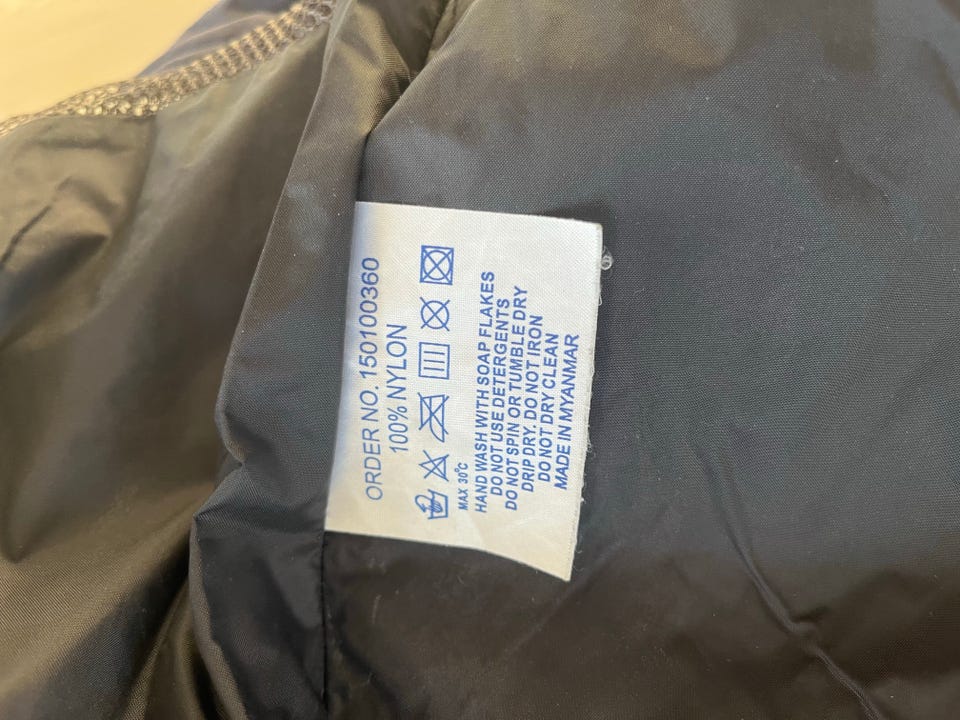 ORDER NO. 150100360
100% NYLON
MAX 30°C
HAND WASH WITH SOAP FLAKES
DO NOT USE DETERGENTS
DO NOT SPIN OR TUMBLE DRY
DRIP DRY. DO NOT IRON
DO NOT DRY CLEAN
MADE IN MYANMAR